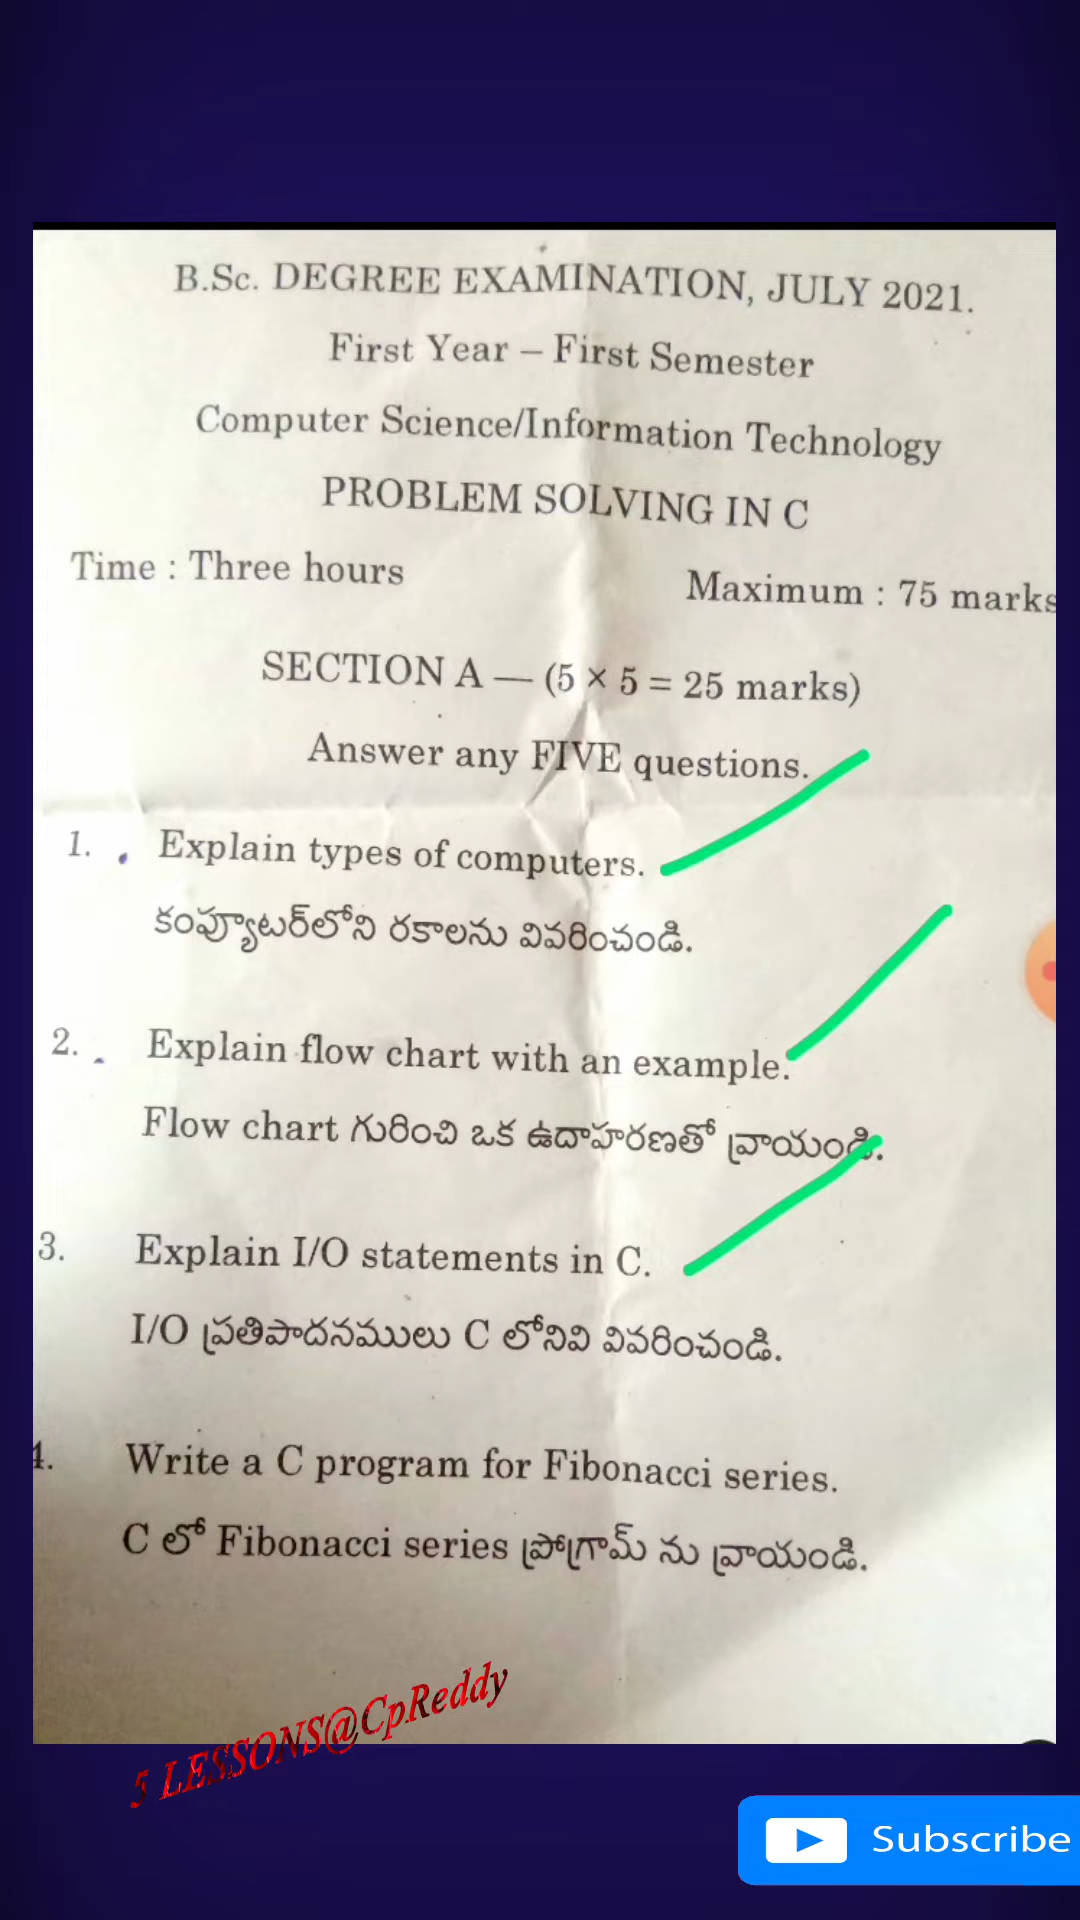 B.Sc. DEGREE EXAMINATION, JULY 2021.
First Year – First Semester
Computer Science/Information Technology
PROBLEM SOLVING IN C
Time : Three hours
Maximum : 75 marks
SECTION A — (5 × 5 = 25 marks)
Answer any FIVE questions.
1. Explain types of computers.
కంప్యూటర్‌లోని రకాలను వివరించండి.
2. Explain flow chart with an example.
Flow chart గురించి ఒక ఉదాహరణతో వ్రాయండి.
3. Explain I/O statements in C.
I/O ప్రతిపాదనములు C లోనివి వివరించండి.
4. Write a C program for Fibonacci series.
C లో Fibonacci series ప్రోగ్రామ్ ను వ్రాయండి.
5 LESSONS@CpReddy
Subscribe